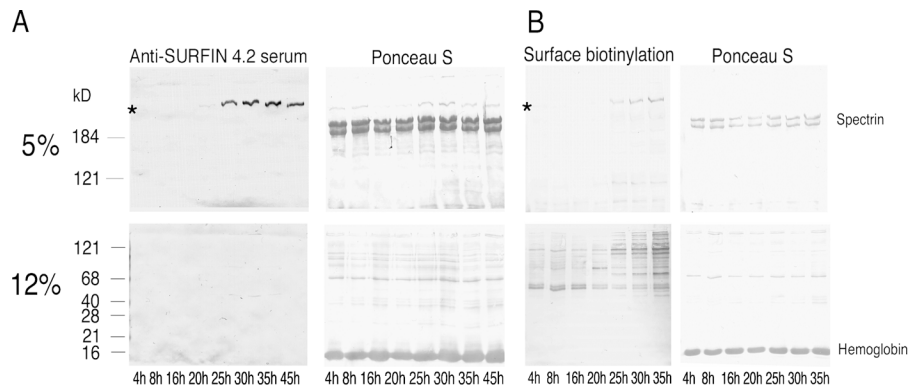 A
B
Anti-SURFIN 4.2 serum
Ponceau S
Surface biotinylation
Ponceau S
kD
*
*
Spectrin
184
5%
121
121
12%
68
40
28
21
16
Hemoglobin
4h 8h 16h 20h 25h 30h 35h 45h
4h 8h 16h 20h 25h 30h 35h 45h
4h 8h 16h 20h 25h 30h 35h
4h 8h 16h 20h 25h 30h 35h